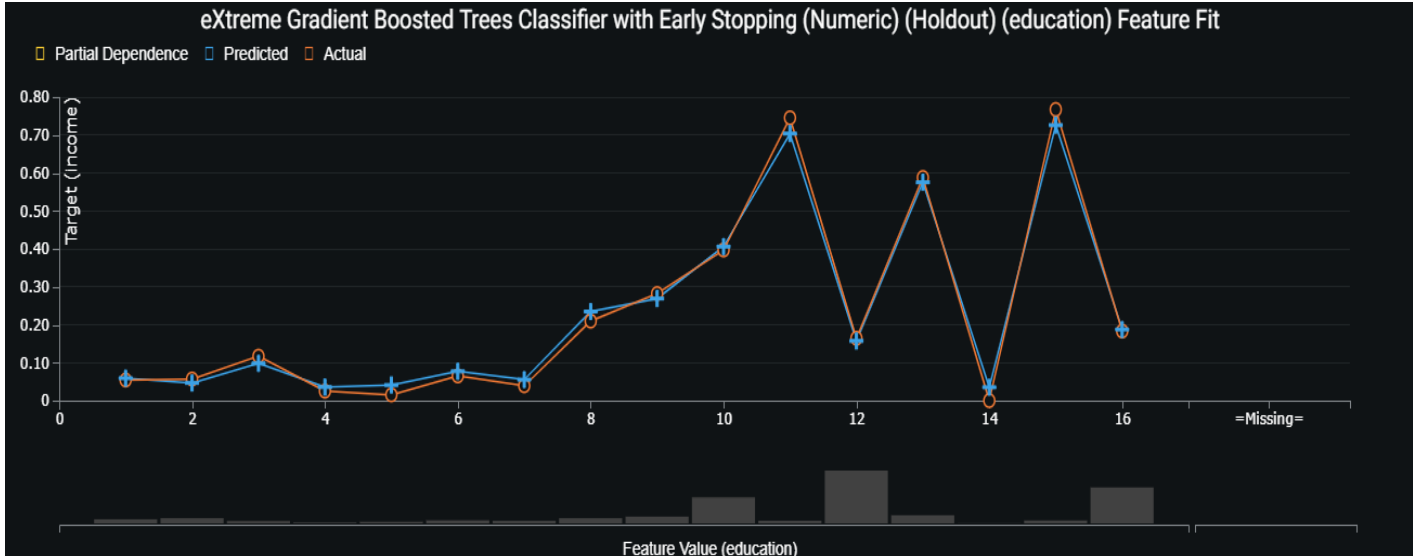 eXtreme Gradient Boosted Trees Classifier with Early Stopping (Numeric) (Holdout) (education) Feature Fit
Partial Dependence Predicted Actual
Target (income)
0.80
0.70
0.60
0.50
0.40
0.30
0.20
0.10
0
0 2 4 6 8 10 12 14 16 =Missing=
Feature Value (education)